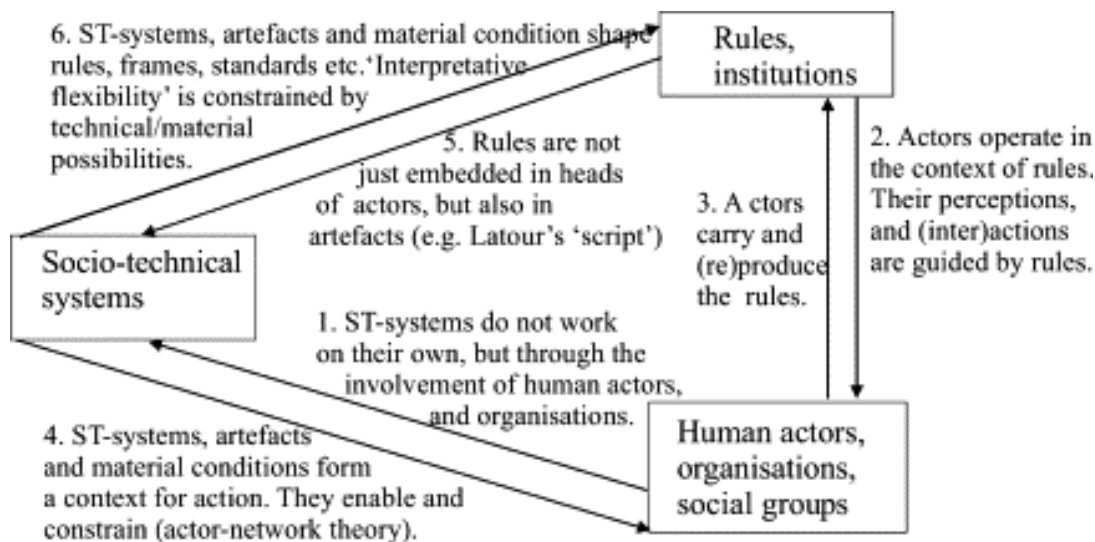 6. ST-systems, artefacts and material condition shape
rules, frames, standards etc.‘Interpretative
flexibility’ is constrained by
technical/material
possibilities.
Rules,
institutions
5. Rules are not
just embedded in heads
of actors, but also in
artefacts (e.g. Latour’s ‘script’)
2. Actors operate in
the context of rules.
Their perceptions,
and (inter)actions
are guided by rules.
3. A ctors
carry and
(re)produce
the rules.
Socio-technical
systems
1. ST-systems do not work
on their own, but through the
involvement of human actors,
and organisations.
4. ST-systems, artefacts
and material conditions form
a context for action. They enable and
constrain (actor-network theory).
Human actors,
organisations,
social groups